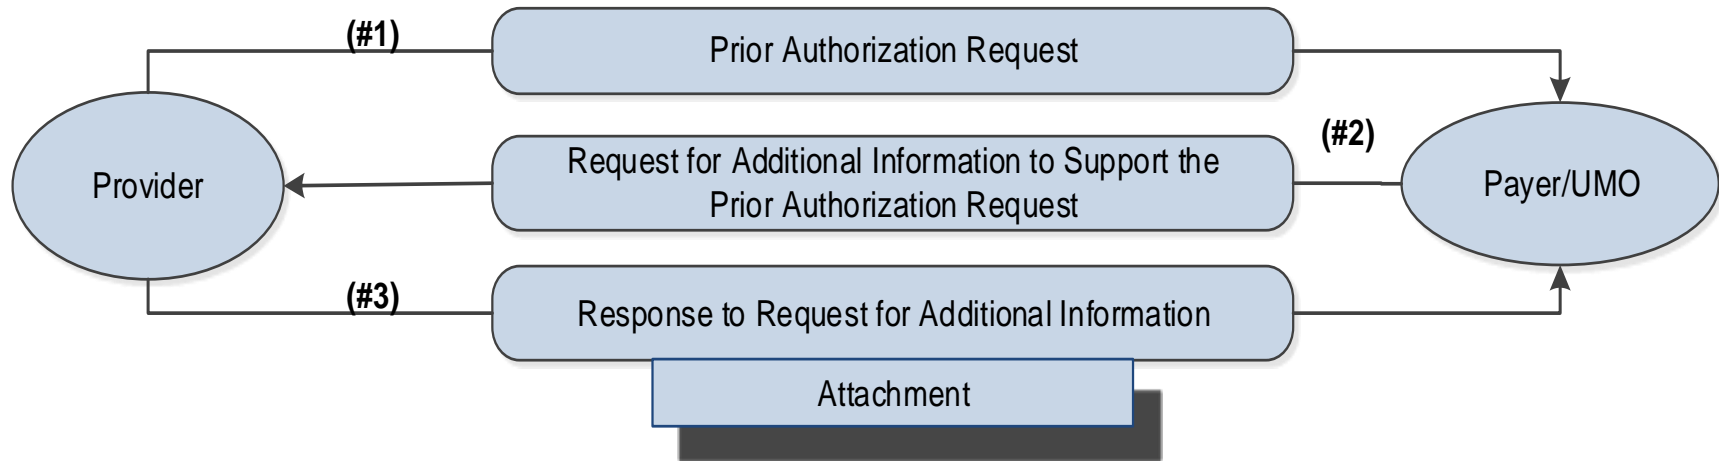 (#1)
Prior Authorization Request
(#2)
Provider
Request for Additional Information to Support the
Prior Authorization Request
Payer/UMO
(#3)
Response to Request for Additional Information
Attachment